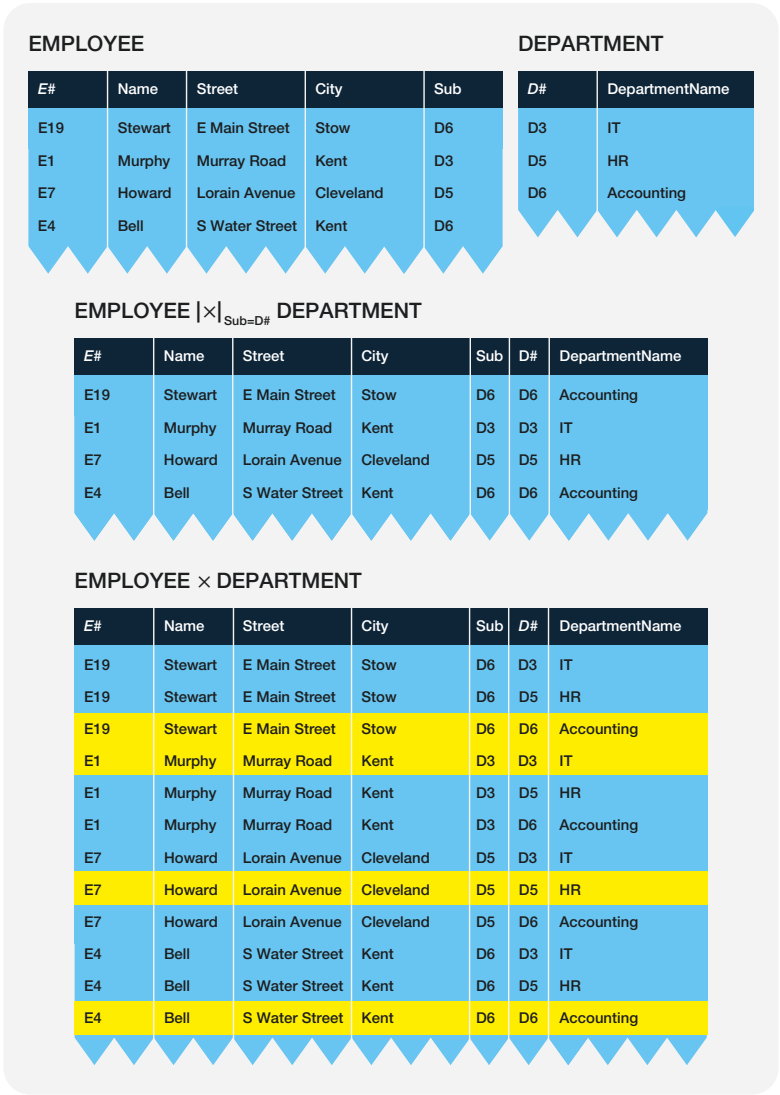 EMPLOYEE
E# Name Street City Sub
E19 Stewart E Main Street Stow D6
E1 Murphy Murray Road Kent D3
E7 Howard Lorain Avenue Cleveland D5
E4 Bell S Water Street Kent D6
DEPARTMENT
D# DepartmentName
D3 IT
D5 HR
D6 Accounting
EMPLOYEE |×|Sub=D# DEPARTMENT
E# Name Street City Sub D# DepartmentName
E19 Stewart E Main Street Stow D6 D6 Accounting
E1 Murphy Murray Road Kent D3 D3 IT
E7 Howard Lorain Avenue Cleveland D5 D5 HR
E4 Bell S Water Street Kent D6 D6 Accounting
EMPLOYEE × DEPARTMENT
E# Name Street City Sub D# DepartmentName
E19 Stewart E Main Street Stow D6 D3 IT
E19 Stewart E Main Street Stow D6 D5 HR
E19 Stewart E Main Street Stow D6 D6 Accounting
E1 Murphy Murray Road Kent D3 D3 IT
E1 Murphy Murray Road Kent D3 D5 HR
E1 Murphy Murray Road Kent D3 D6 Accounting
E7 Howard Lorain Avenue Cleveland D5 D3 IT
E7 Howard Lorain Avenue Cleveland D5 D5 HR
E7 Howard Lorain Avenue Cleveland D5 D6 Accounting
E4 Bell S Water Street Kent D6 D3 IT
E4 Bell S Water Street Kent D6 D5 HR
E4 Bell S Water Street Kent D6 D6 Accounting